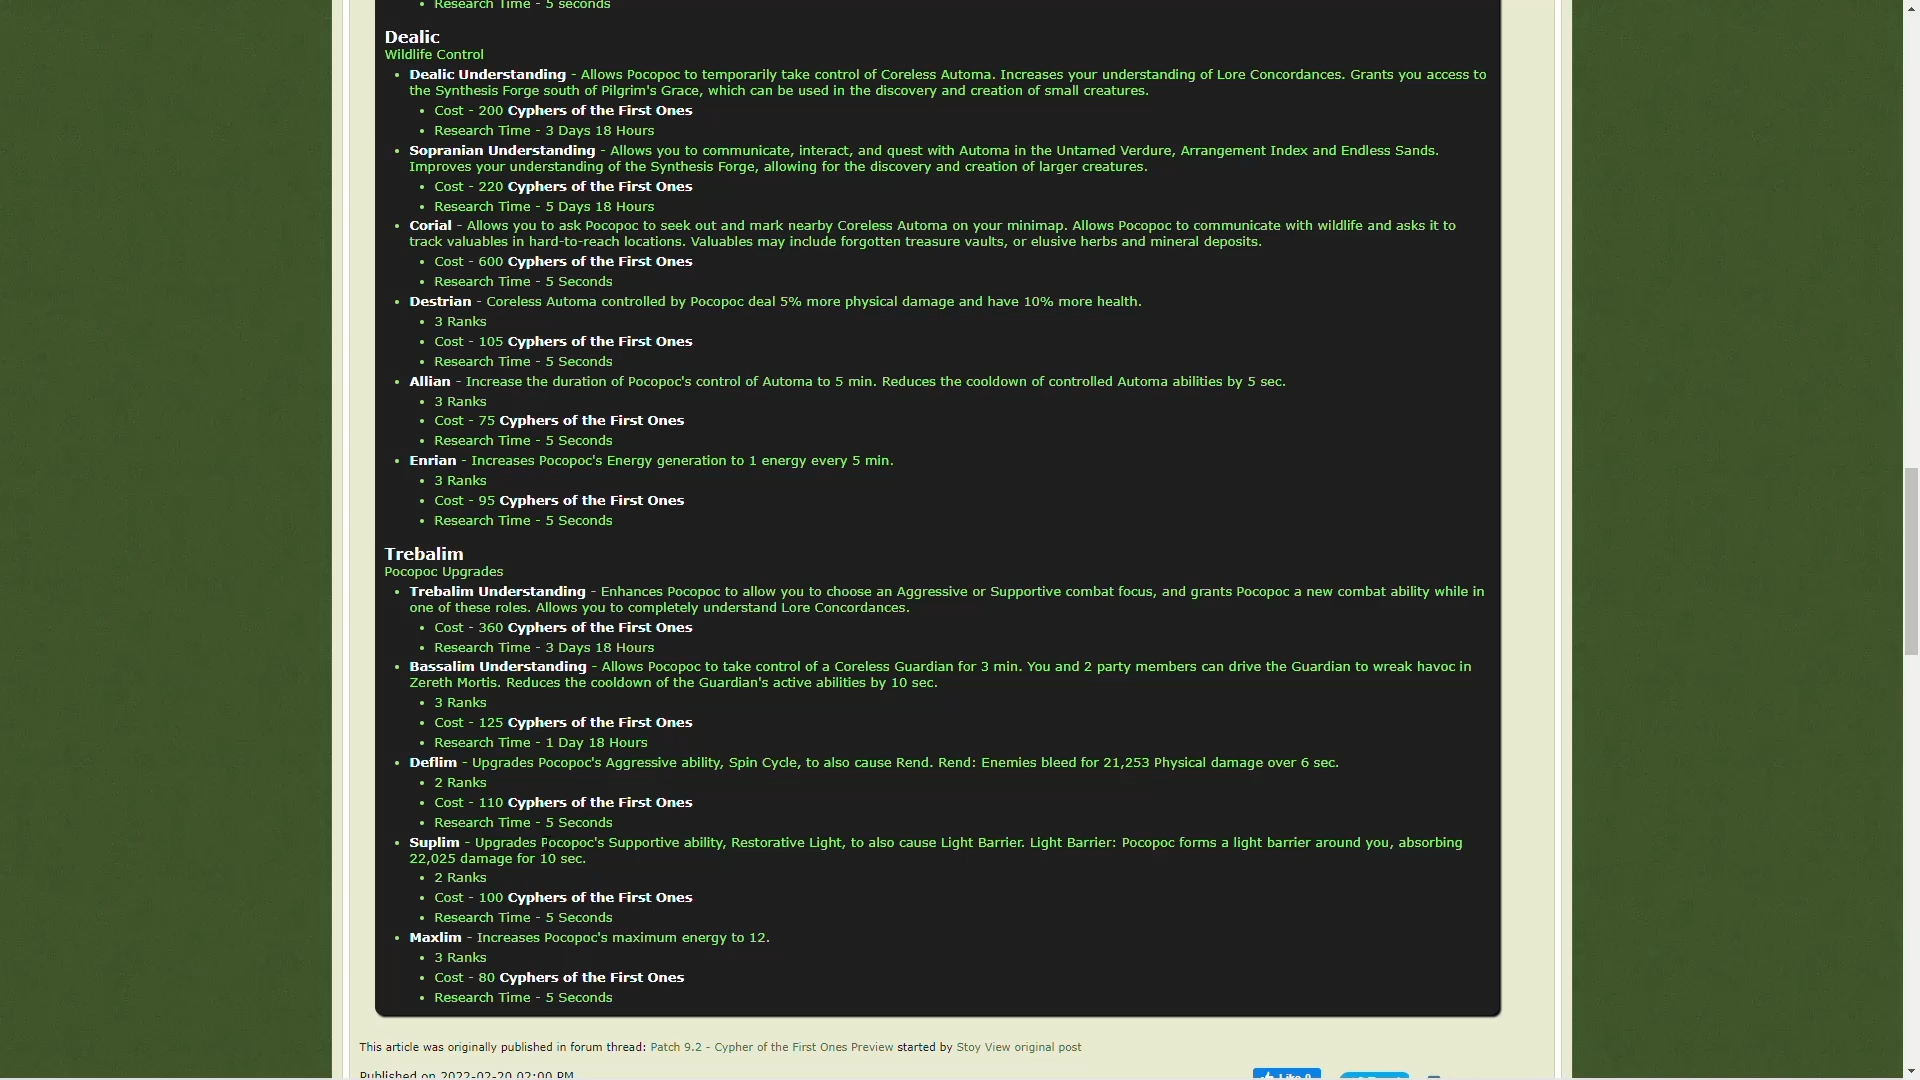 Research Time - 5 seconds
Dealic
Wildlife Control
Dealic Understanding - Allows Pocopoc to temporarily take control of Coreless Automa. Increases your understanding of Lore Concordances. Grants you access to
the Synthesis Forge south of Pilgrim's Grace, which can be used in the discovery and creation of small creatures.
Cost - 200 Cyphers of the First Ones
Research Time - 3 Days 18 Hours
Sopranian Understanding - Allows you to communicate, interact, and quest with Automa in the Untamed Verdure, Arrangement Index and Endless Sands.
Improves your understanding of the Synthesis Forge, allowing for the discovery and creation of larger creatures.
Cost - 220 Cyphers of the First Ones
Research Time - 5 Days 18 Hours
Corial - Allows you to ask Pocopoc to seek out and mark nearby Coreless Automa on your minimap. Allows Pocopoc to communicate with wildlife and asks it to
track valuables in hard-to-reach locations. Valuables may include forgotten treasure vaults, or elusive herbs and mineral deposits.
Cost - 600 Cyphers of the First Ones
Research Time - 5 Seconds
Destrian - Coreless Automa controlled by Pocopoc deal 5% more physical damage and have 10% more health.
3 Ranks
Cost - 105 Cyphers of the First Ones
Research Time - 5 Seconds
Allian - Increase the duration of Pocopoc's control of Automa to 5 min. Reduces the cooldown of controlled Automa abilities by 5 sec.
3 Ranks
Cost - 75 Cyphers of the First Ones
Research Time - 5 Seconds
Enrian - Increases Pocopoc's Energy generation to 1 energy every 5 min.
3 Ranks
Cost - 95 Cyphers of the First Ones
Research Time - 5 Seconds
Trebalim
Pocopoc Upgrades
Trebalim Understanding - Enhances Pocopoc to allow you to choose an Aggressive or Supportive combat focus, and grants Pocopoc a new combat ability while in
one of these roles. Allows you to completely understand Lore Concordances.
Cost - 360 Cyphers of the First Ones
Research Time - 3 Days 18 Hours
Bassalim Understanding - Allows Pocopoc to take control of a Coreless Guardian for 3 min. You and 2 party members can drive the Guardian to wreak havoc in
Zereth Mortis. Reduces the cooldown of the Guardian's active abilities by 10 sec.
3 Ranks
Cost - 125 Cyphers of the First Ones
Research Time - 1 Day 18 Hours
Deflim - Upgrades Pocopoc's Aggressive ability, Spin Cycle, to also cause Rend. Rend: Enemies bleed for 21,253 Physical damage over 6 sec.
2 Ranks
Cost - 110 Cyphers of the First Ones
Research Time - 5 Seconds
Suplim - Upgrades Pocopoc's Supportive ability, Restorative Light, to also cause Light Barrier. Light Barrier: Pocopoc forms a light barrier around you, absorbing
22,025 damage for 10 sec.
2 Ranks
Cost - 100 Cyphers of the First Ones
Research Time - 5 Seconds
Maxlim - Increases Pocopoc's maximum energy to 12.
3 Ranks
Cost - 80 Cyphers of the First Ones
Research Time - 5 Seconds
This article was originally published in forum thread: Patch 9.2 - Cypher of the First Ones Preview started by Stoy View original post
Published on 2022-02-20 02:00 PM
Like 0